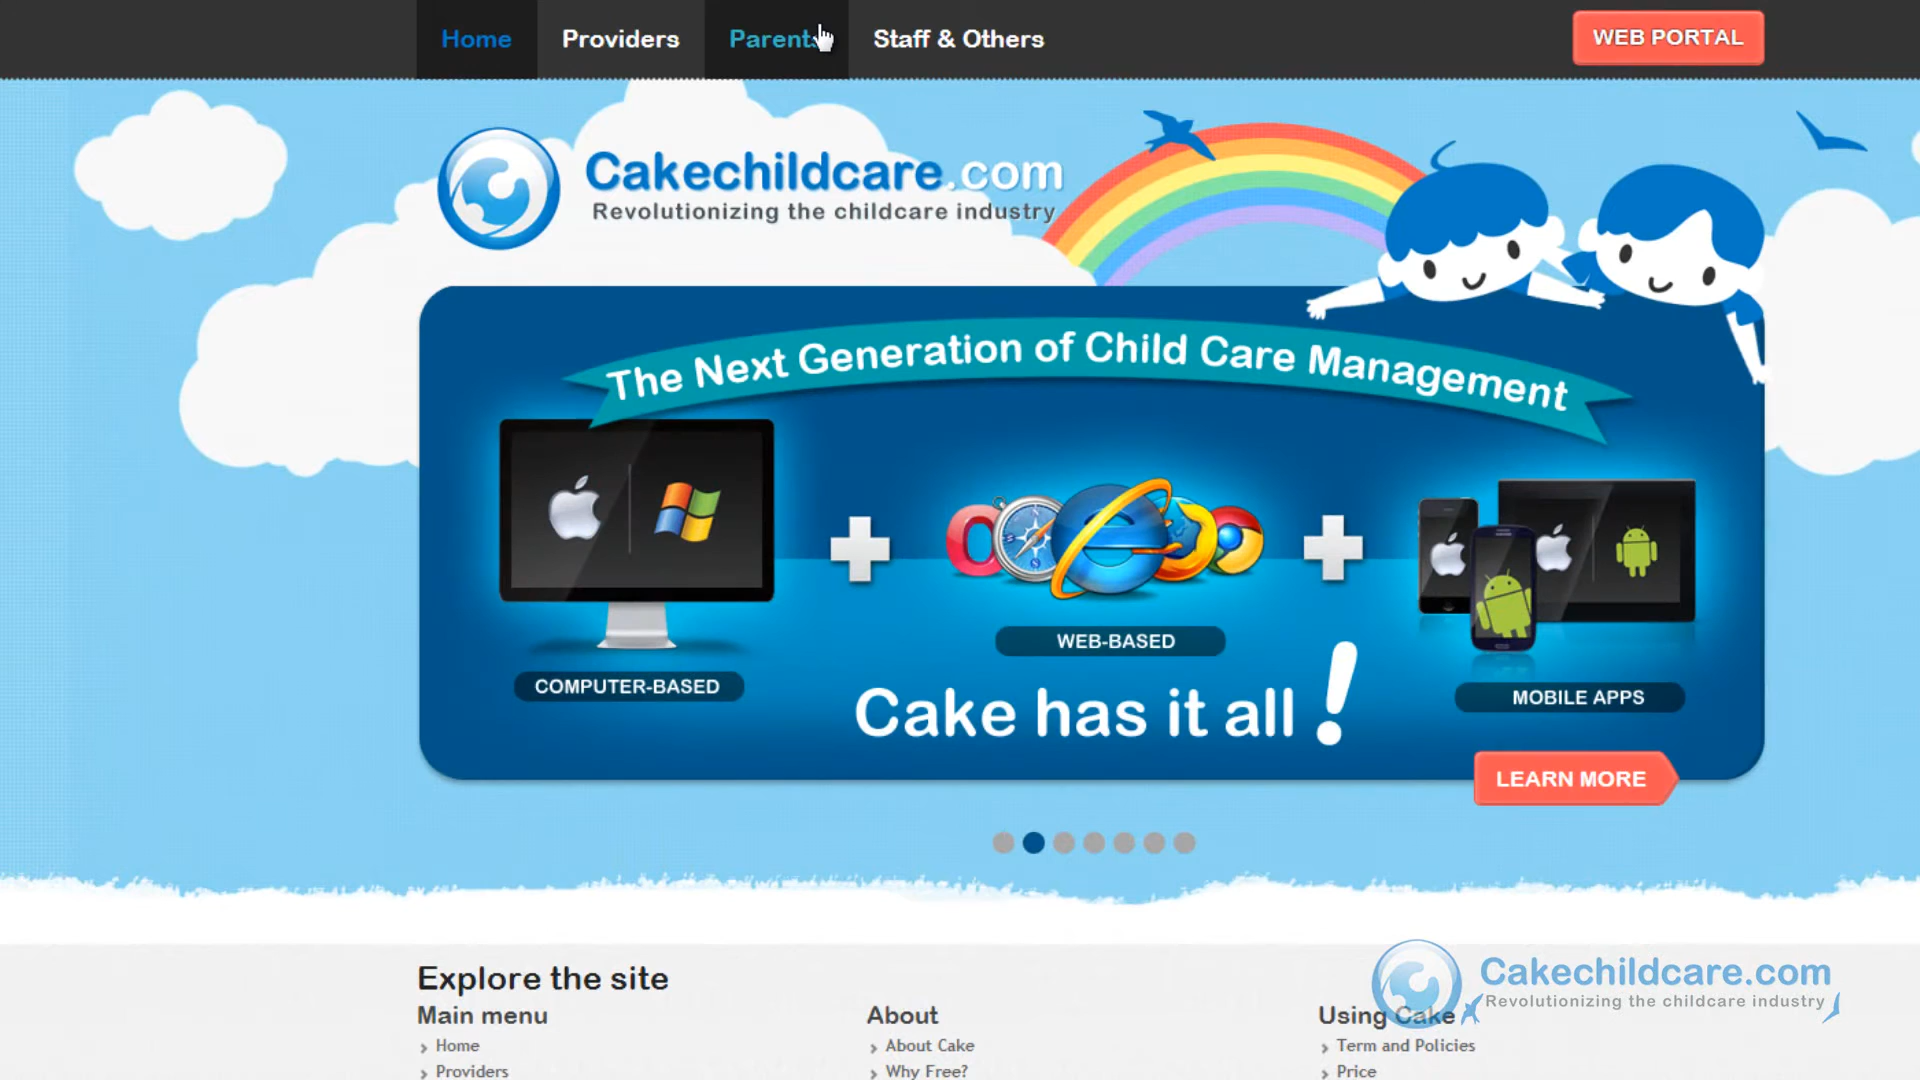 Home Providers Parents Staff & Others WEB PORTAL
Cakechildcare.com
Revolutionizing the childcare industry
The Next Generation of Child Care Management
COMPUTER-BASED
WEB-BASED
MOBILE APPS
Cake has it all!
LEARN MORE
Explore the site
Main menu
Home
Providers
About
About Cake
Why Free?
Using Cake
Term and Policies
Price
Cakechildcare.com
Revolutionizing the childcare industry